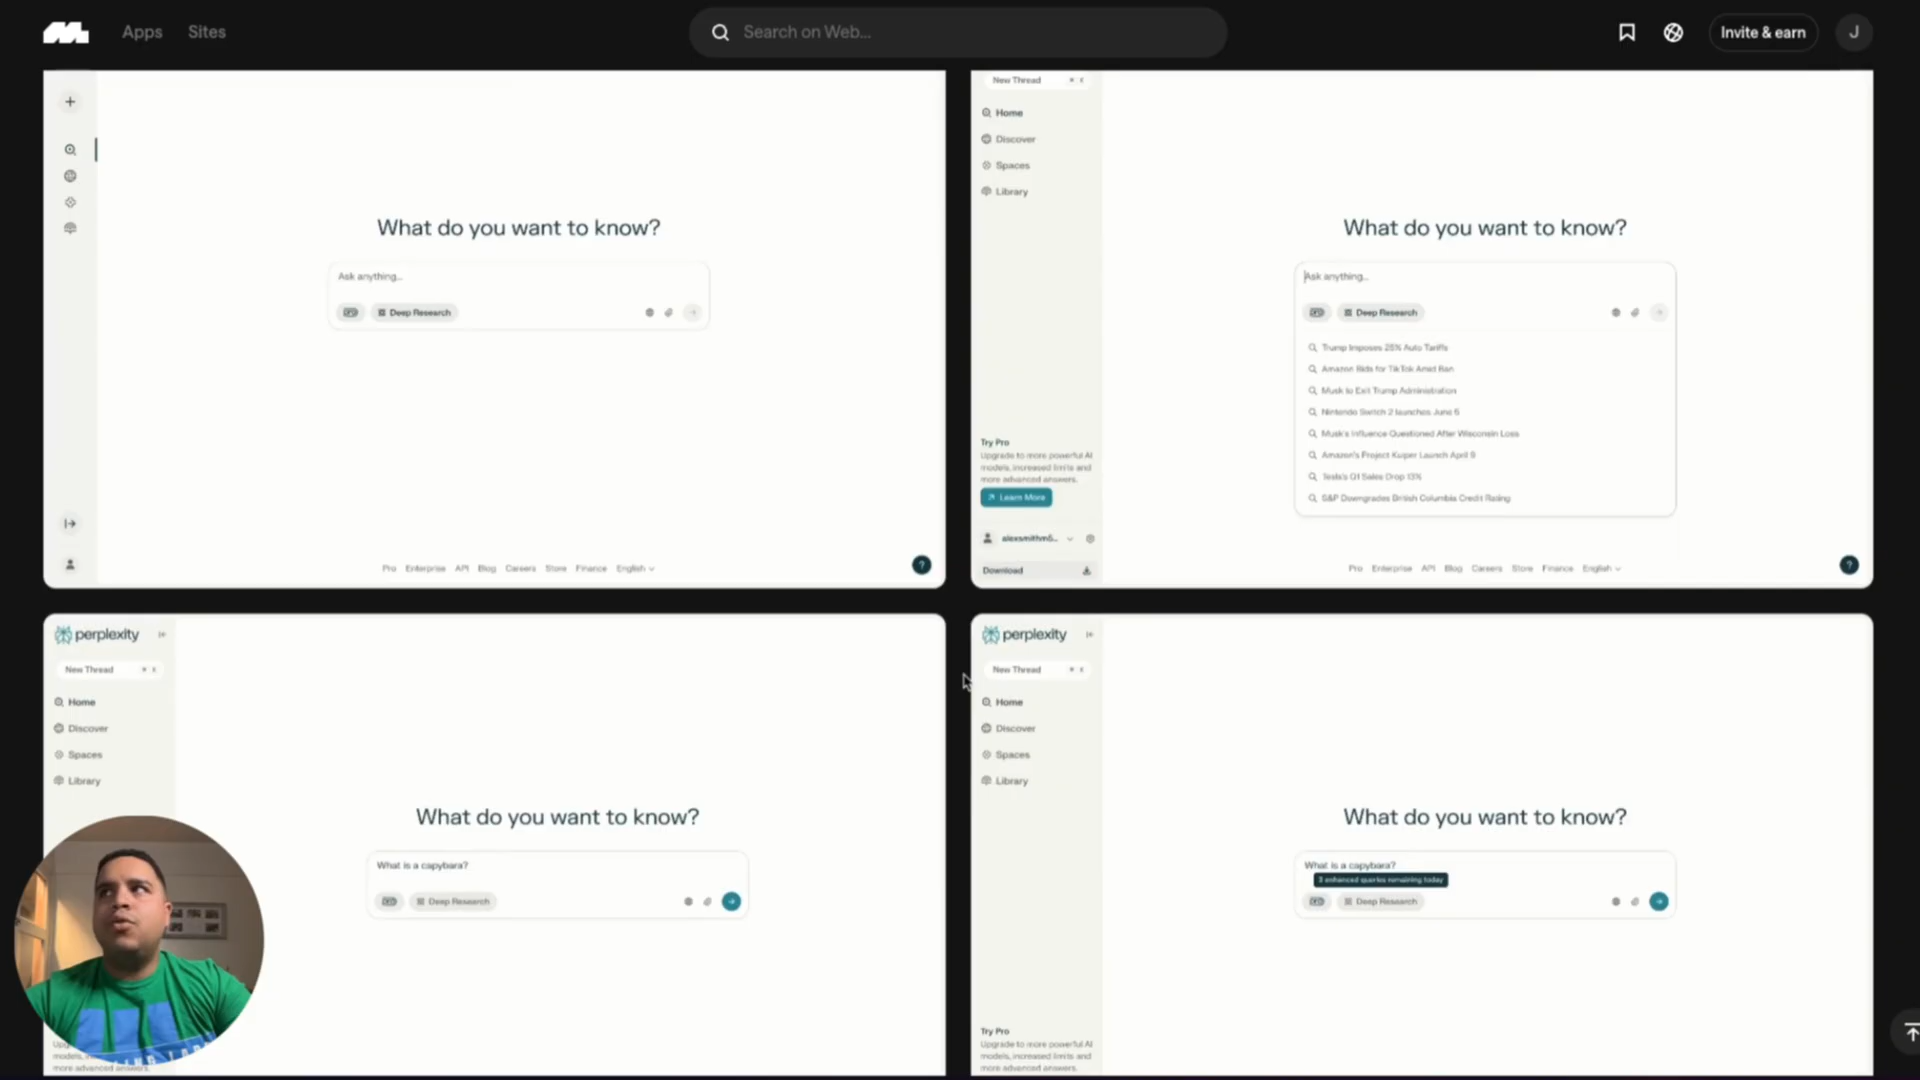 Apps
Sites
Search on Web...
Invite & earn
J
What do you want to know?
Ask anything...
Deep Research
Pro Enterprise API Blog Careers Store Finance English
?
New Thread
Home
Discover
Spaces
Library
Try Pro
Upgrade to more powerful AI
models, increased limits and
more advanced answers.
Learn More
Download
What do you want to know?
Ask anything...
Deep Research
Trump Imposes 25% Auto Tariffs
Amazon Bids for TikTok Amid Ban
Musk to Exit Trump Administration
Nintendo Switch 2 launches June 5
Musk's Influence Questioned After Wisconsin Loss
Amazon's Project Kuiper Launch April 9
Tesla's Q1 Sales Drop 13%
S&P Downgrades British Columbia Credit Rating
Pro Enterprise API Blog Careers Store Finance English
?
perplexity
New Thread
Home
Discover
Spaces
Library
What do you want to know?
What is a capybara?
Deep Research
models,
more advanced answers.
perplexity
New Thread
Home
Discover
Spaces
Library
Try Pro
Upgrade to more powerful AI
models, increased limits and
more advanced answers.
What do you want to know?
What is a capybara?
3 enhanced queries remaining today
Deep Research